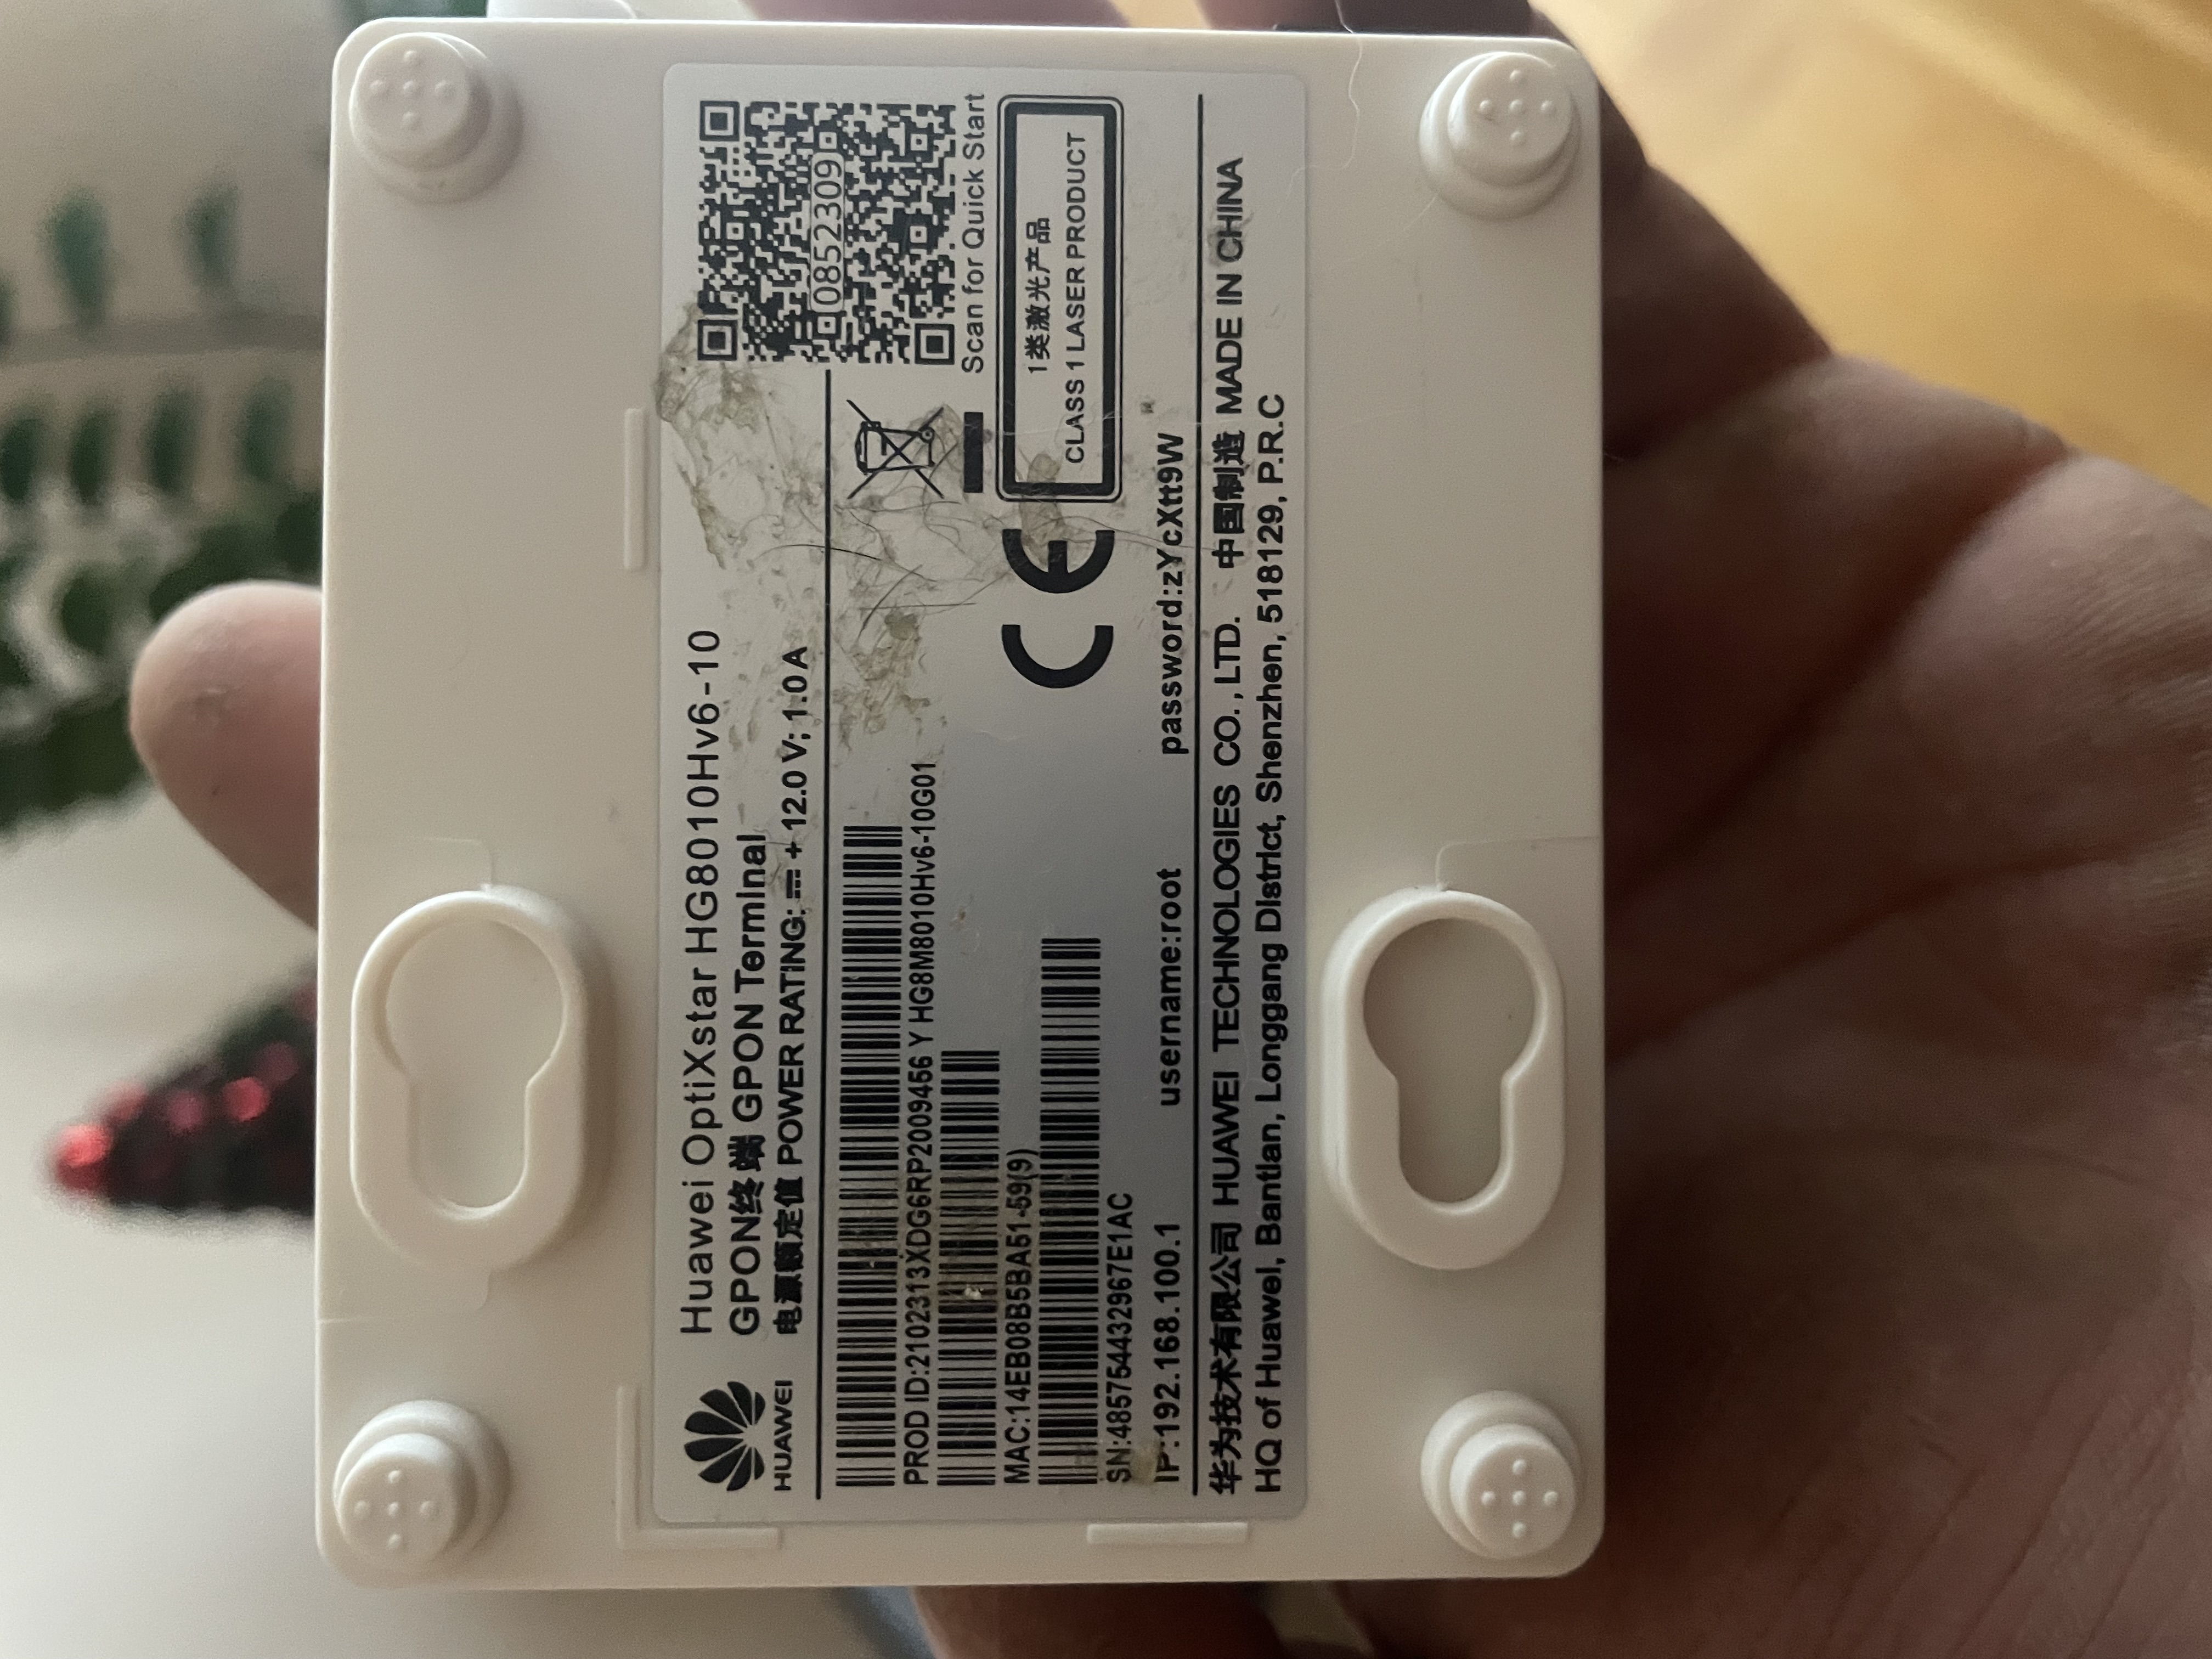 HUAWEI
Huawei OptiXstar HG8010Hv6-10
GPON终端 GPON Terminal
电源额定值 POWER RATING: ⎓ + 12.0 V; 1.0 A
0852309
Scan for Quick Start
PROD ID:2102313XDG6RP2009456 Y HG8M8010Hv6-10G01
MAC:14EB08B5BA51-59(9)
SN:485754432967E1AC
CE
1类激光产品
CLASS 1 LASER PRODUCT
IP:192.168.100.1 username:root password:zYcXtt9W
华为技术有限公司 HUAWEI TECHNOLOGIES CO., LTD. 中国制造 MADE IN CHINA
HQ of Huawei, Bantian, Longgang District, Shenzhen, 518129, P.R.C